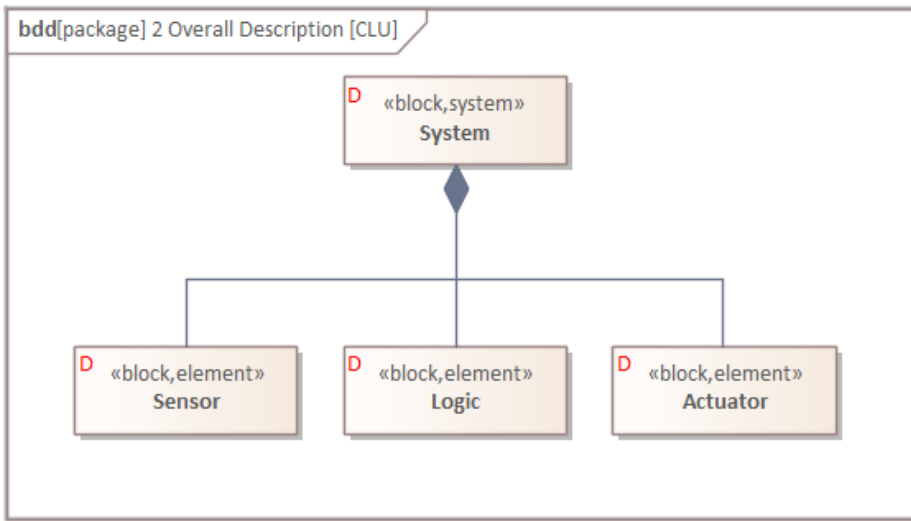 bdd[package] 2 Overall Description [CLU]
D
«block,system»
System
D
«block,element»
Sensor
D
«block,element»
Logic
D
«block,element»
Actuator